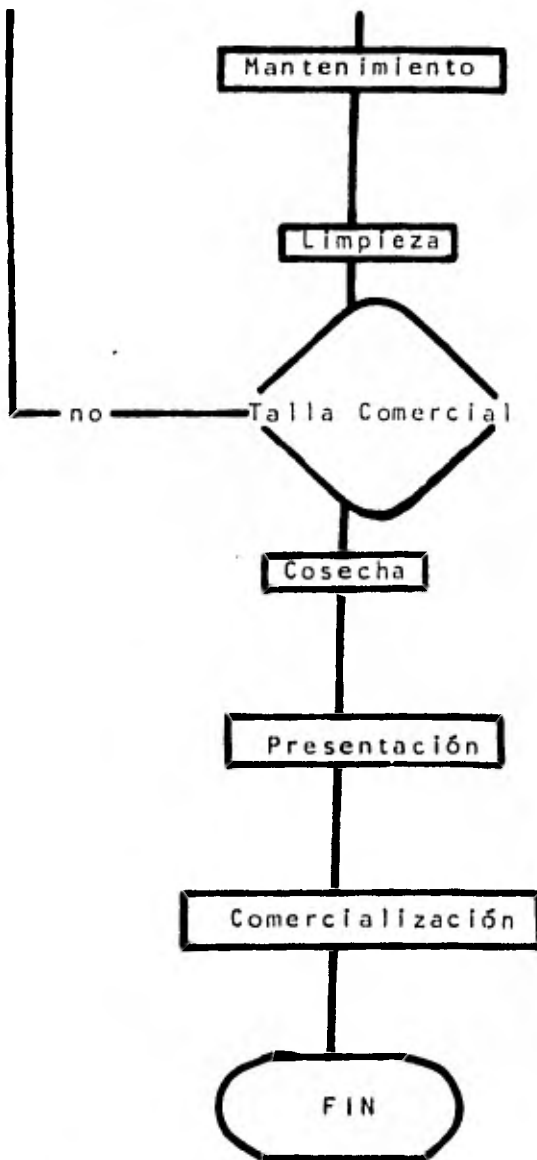 Mantenimiento
Limpieza
no Talla Comercial
Cosecha
Presentación
Comercialización
FIN